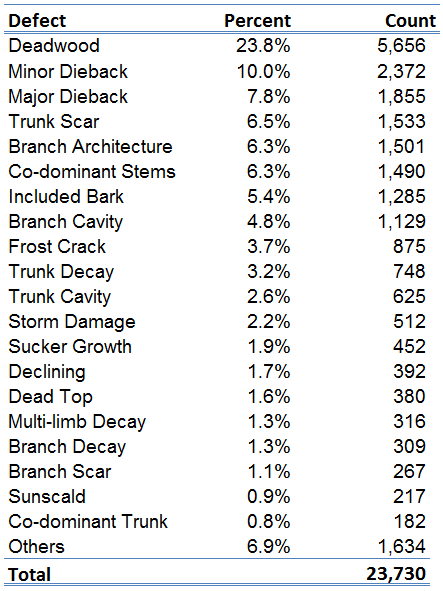 Defect Percent Count
Deadwood 23.8% 5,656
Minor Dieback 10.0% 2,372
Major Dieback 7.8% 1,855
Trunk Scar 6.5% 1,533
Branch Architecture 6.3% 1,501
Co-dominant Stems 6.3% 1,490
Included Bark 5.4% 1,285
Branch Cavity 4.8% 1,129
Frost Crack 3.7% 875
Trunk Decay 3.2% 748
Trunk Cavity 2.6% 625
Storm Damage 2.2% 512
Sucker Growth 1.9% 452
Declining 1.7% 392
Dead Top 1.6% 380
Multi-limb Decay 1.3% 316
Branch Decay 1.3% 309
Branch Scar 1.1% 267
Sunscald 0.9% 217
Co-dominant Trunk 0.8% 182
Others 6.9% 1,634
Total 23,730